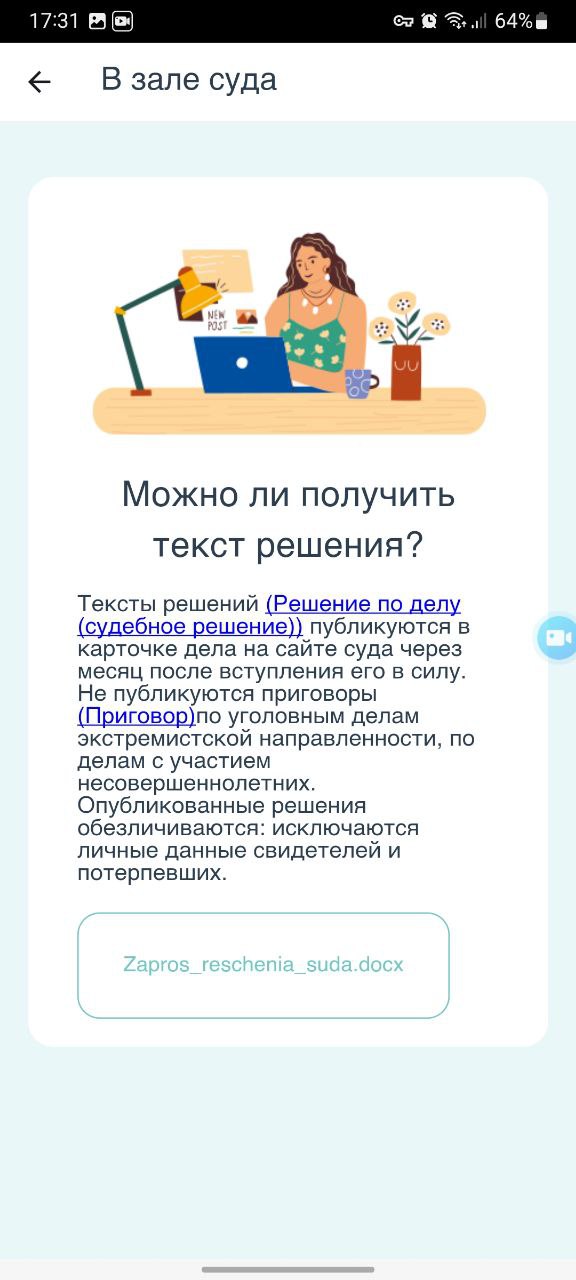 17:31
64%
В зале суда
NEW
POST
Можно ли получить
текст решения?
Тексты решений (Решение по делу
(судебное решение)) публикуются в
карточке дела на сайте суда через
месяц после вступления его в силу.
Не публикуются приговоры
(Приговор)по уголовным делам
экстремистской направленности, по
делам с участием
несовершеннолетних.
Опубликованные решения
обезличиваются: исключаются
личные данные свидетелей и
потерпевших.
Zapros_reschenia_suda.docx